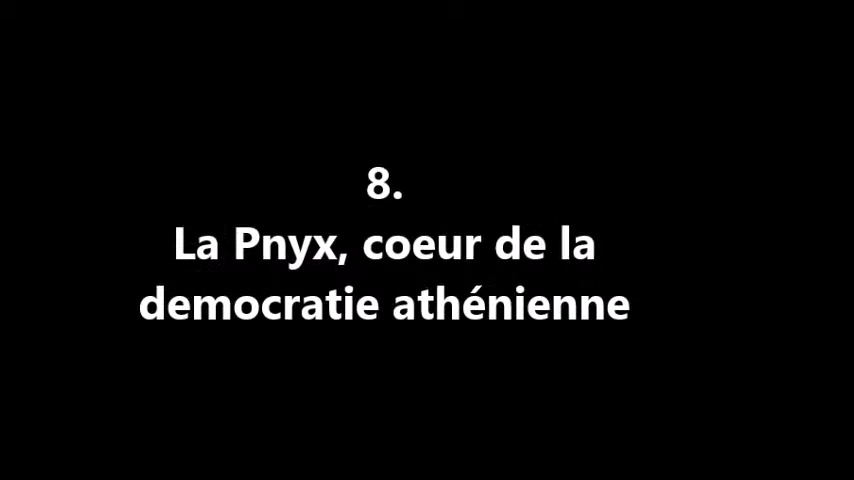 8.
La Pnyx, coeur de la
democratie athénienne